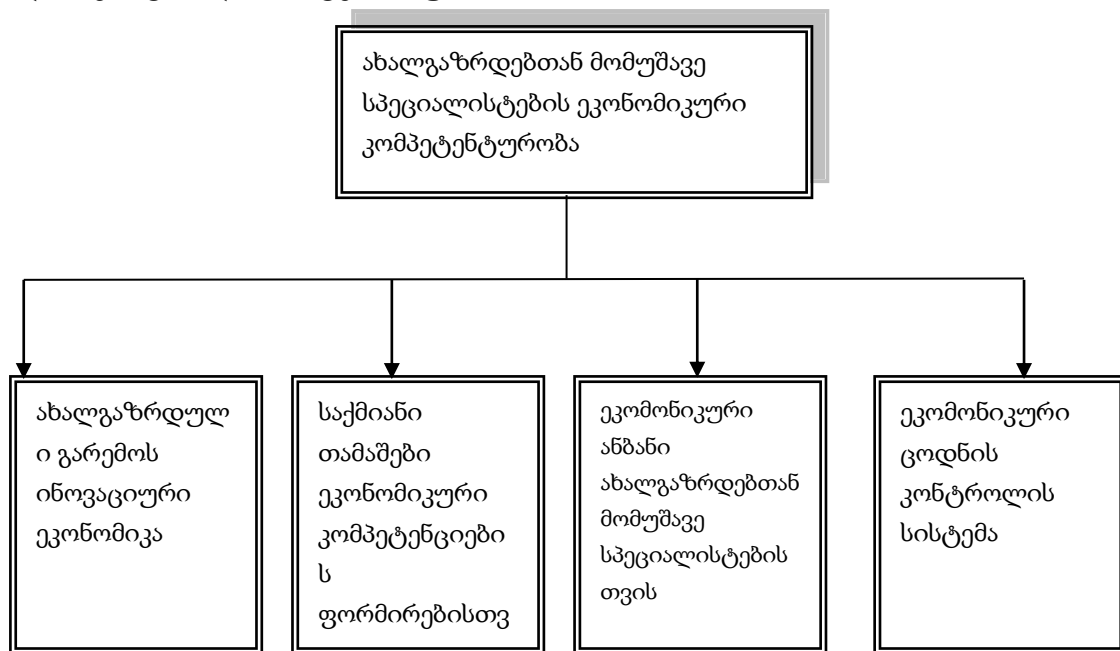 ახალგაზრდებთან მომუშავე
სპეციალისტების ეკონომიკური
კომპეტენტურობა
ახალგაზრდულ
ი გარემოს
ინოვაციური
ეკონომიკა
საქმიანი
თამაშები
ეკონომიკური
კომპეტენციები
ს
ფორმირებისთვ
ეკომონიკური
ანბანი
ახალგაზრდებთან
მომუშავე
სპეციალისტების
თვის
ეკომონიკური
ცოდნის
კონტროლის
სისტემა